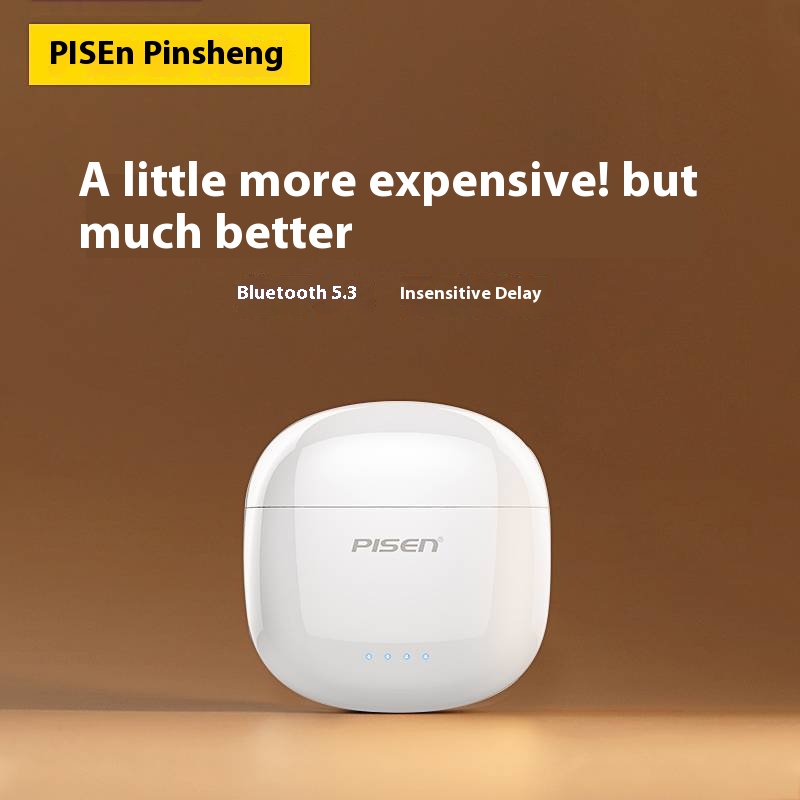 PISEn Pinsheng
A little more expensive! but
much better
Bluetooth 5.3 Insensitive Delay
PISEN®